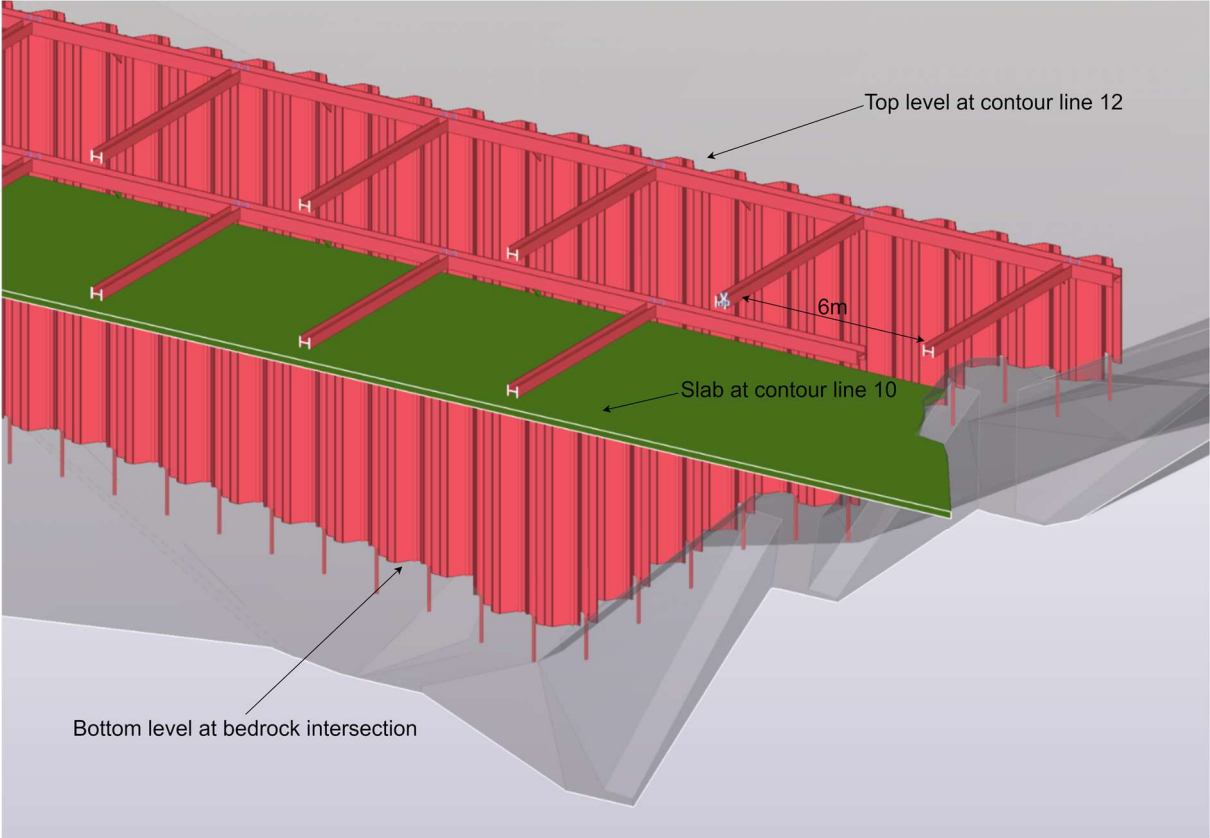 Top level at contour line 12
6m
Slab at contour line 10
Bottom level at bedrock intersection